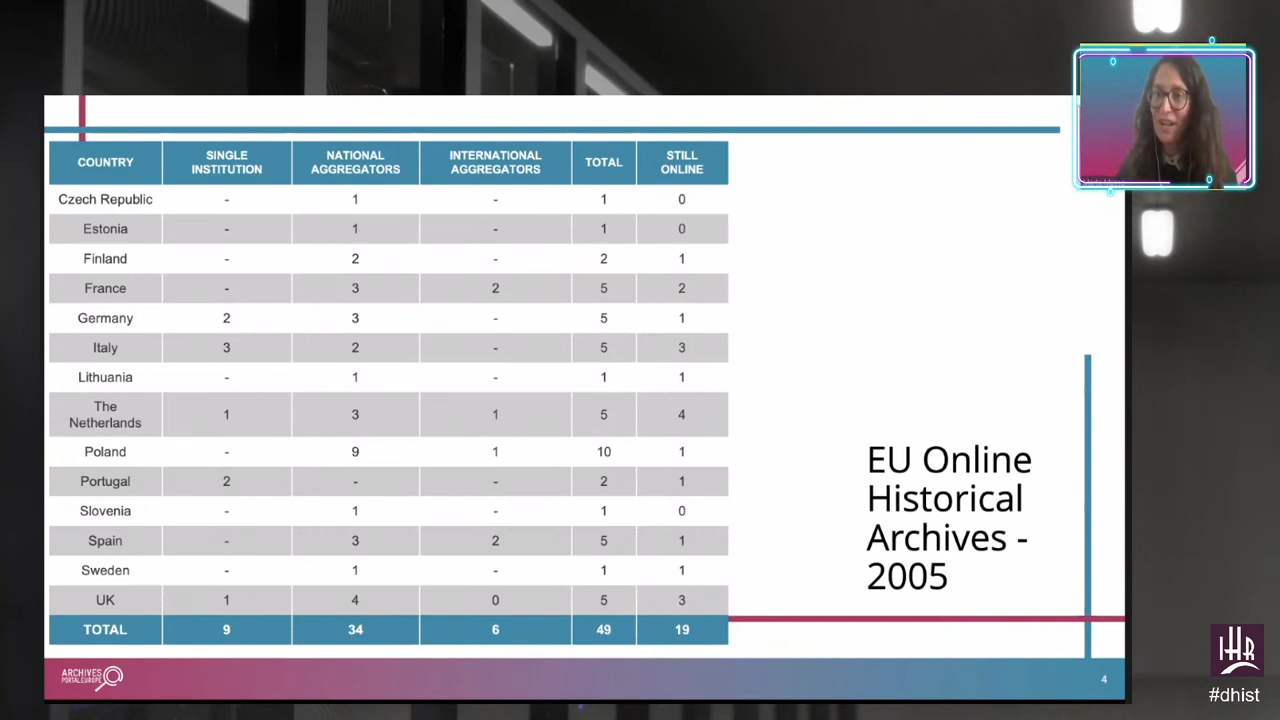 COUNTRY SINGLE INSTITUTION NATIONAL AGGREGATORS INTERNATIONAL AGGREGATORS TOTAL STILL ONLINE
Czech Republic - 1 - 1 0
Estonia - 1 - 1 0
Finland - 2 - 2 1
France - 3 2 5 2
Germany 2 3 - 5 1
Italy 3 2 - 5 3
Lithuania - 1 - 1 1
The Netherlands 1 3 1 5 4
Poland - 9 1 10 1
Portugal 2 - - 2 1
Slovenia - 1 - 1 0
Spain - 3 2 5 1
Sweden - 1 - 1 1
UK 1 4 0 5 3
TOTAL 9 34 6 49 19
EU Online
Historical
Archives -
2005
ARCHIVES
PORTAL EUROPE
4
IHR
#dhist